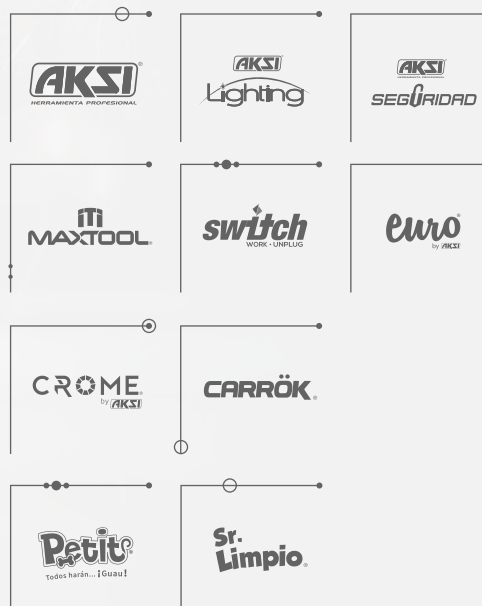 AKSI®
HERRAMIENTA PROFESIONAL
AKSI
Lighting
AKSI
SEGURIDAD
MAXTOOL®
switch
WORK · UNPLUG
euro®
by AKSI
CROME®
by AKSI
CARRÖK®
Petit®
Todos harán... ¡Guau!
Sr.
Limpio®